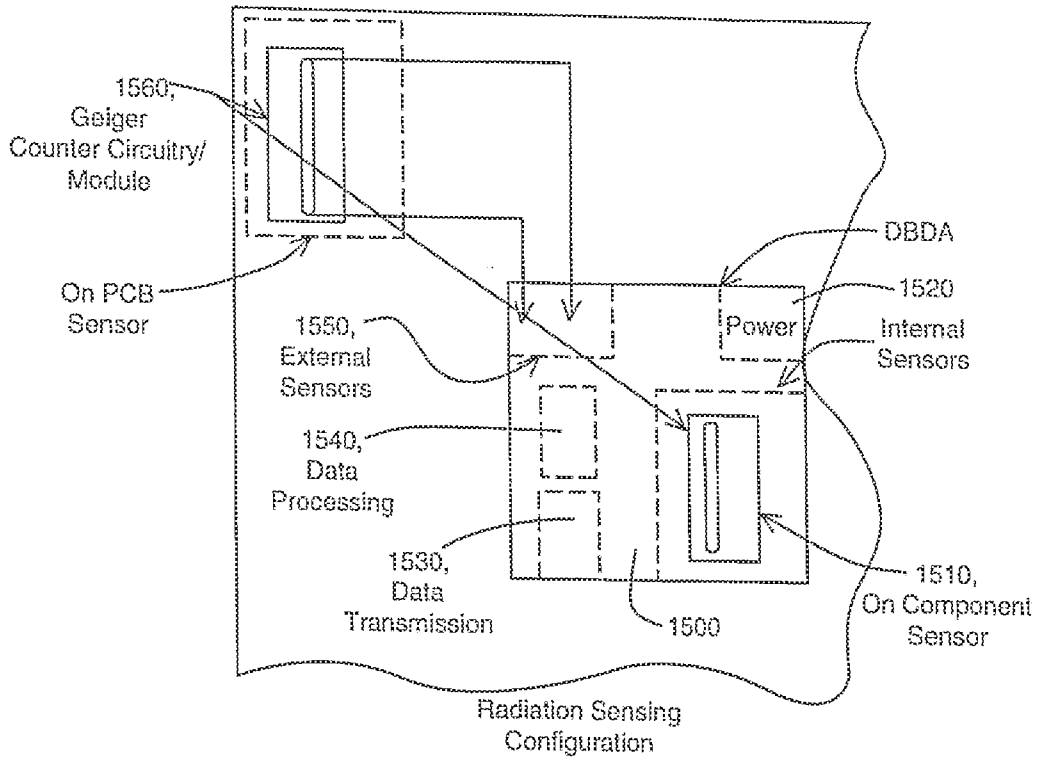 1560,
Geiger
Counter Circuitry/
Module
On PCB
Sensor
DBDA
1520
Power
Internal
Sensors
1550,
External
Sensors
1540,
Data
Processing
1530,
Data
Transmission
1500
1510,
On Component
Sensor
Radiation Sensing
Configuration